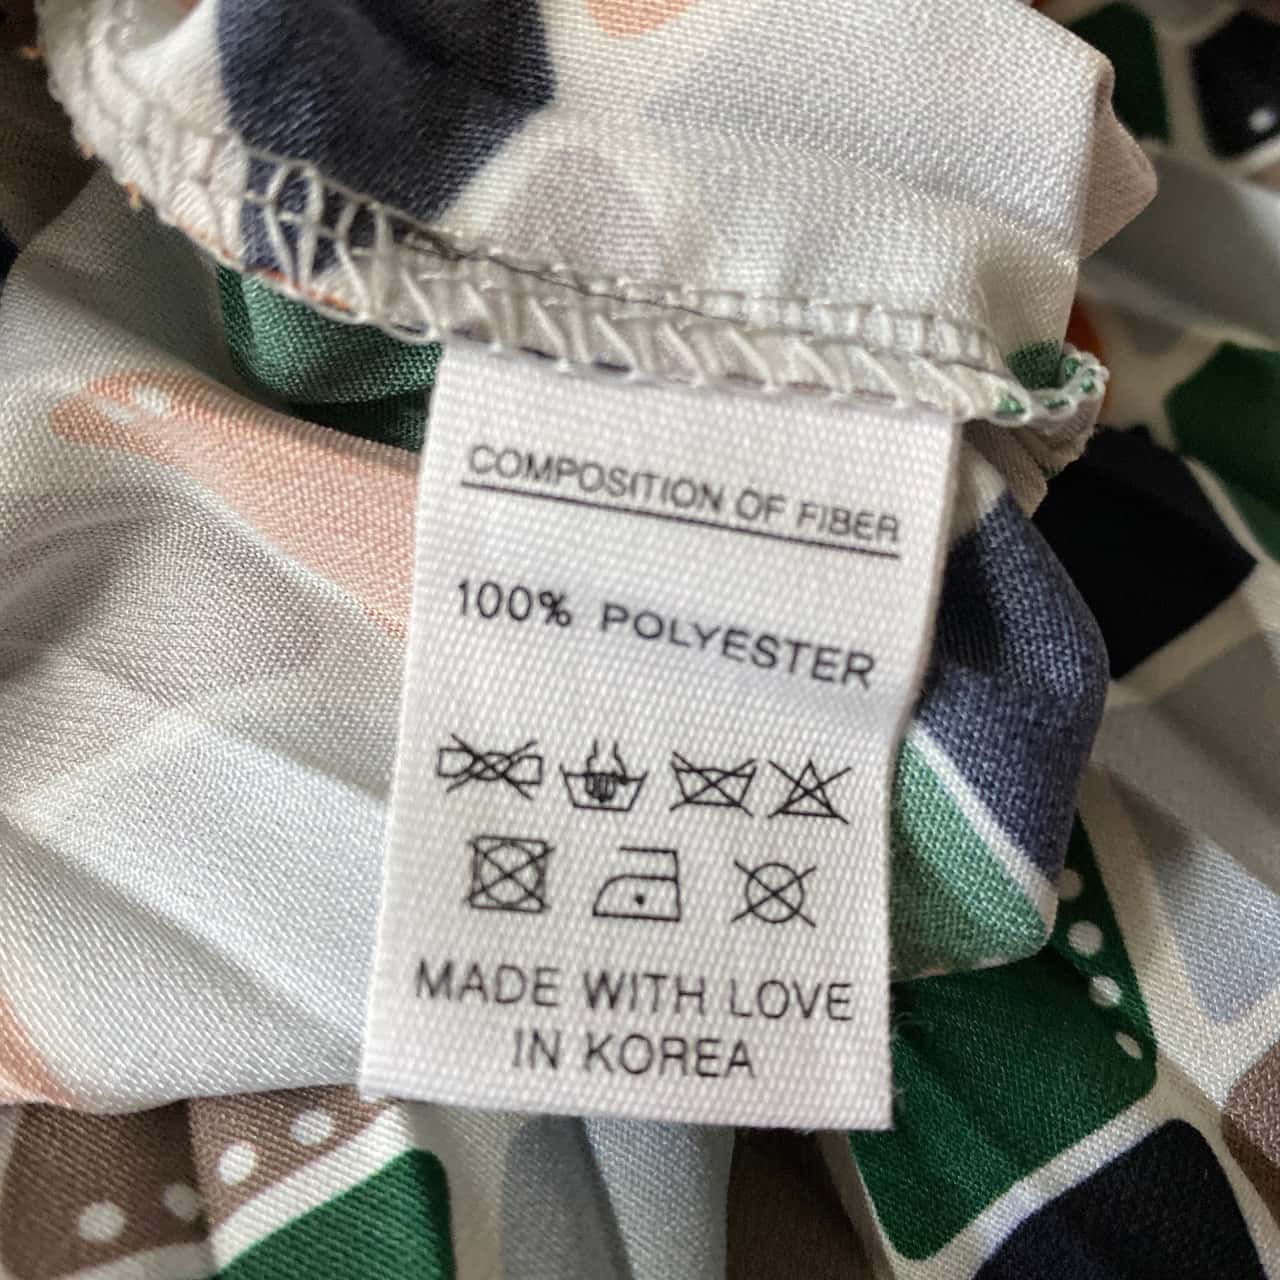 COMPOSITION OF FIBER
100% POLYESTER
MADE WITH LOVE
IN KOREA